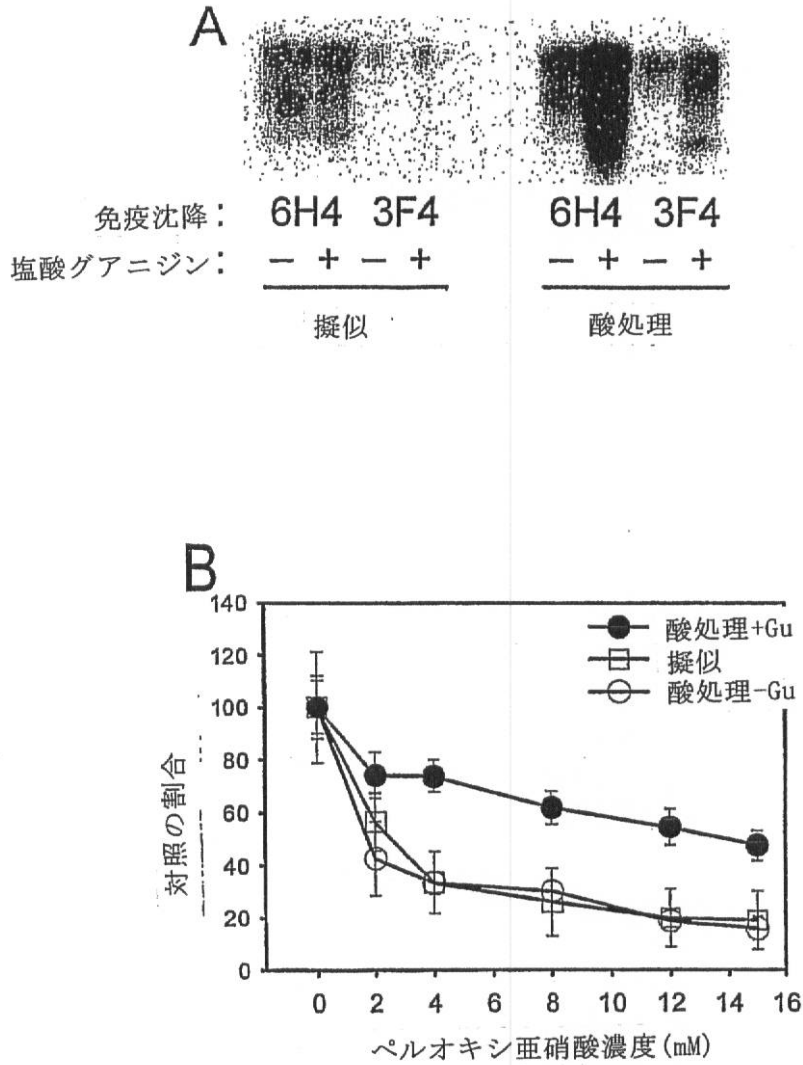 A
免疫沈降: 6H4 3F4 6H4 3F4
塩酸グアニジン: − + − + − + − +
擬似 酸処理
B
140
120
100
80
60
40
20
0
対照の割合
酸処理+Gu
擬似
酸処理−Gu
0 2 4 6 8 10 12 14 16
ペルオキシ亜硝酸濃度(mM)